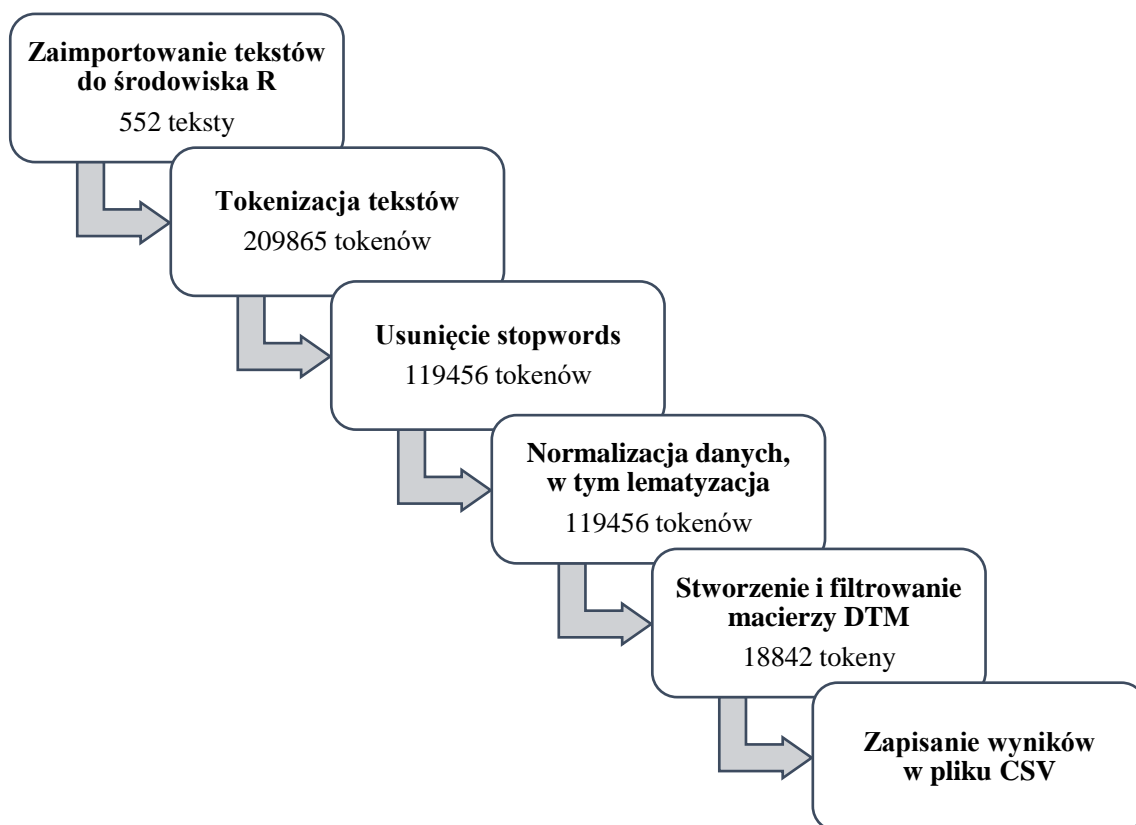 Zaimportowanie tekstów
do środowiska R
552 teksty
Tokenizacja tekstów
209865 tokenów
Usunięcie stopwords
119456 tokenów
Normalizacja danych,
w tym lematyzacja
119456 tokenów
Stworzenie i filtrowanie
macierzy DTM
18842 tokeny
Zapisanie wyników
w pliku CSV